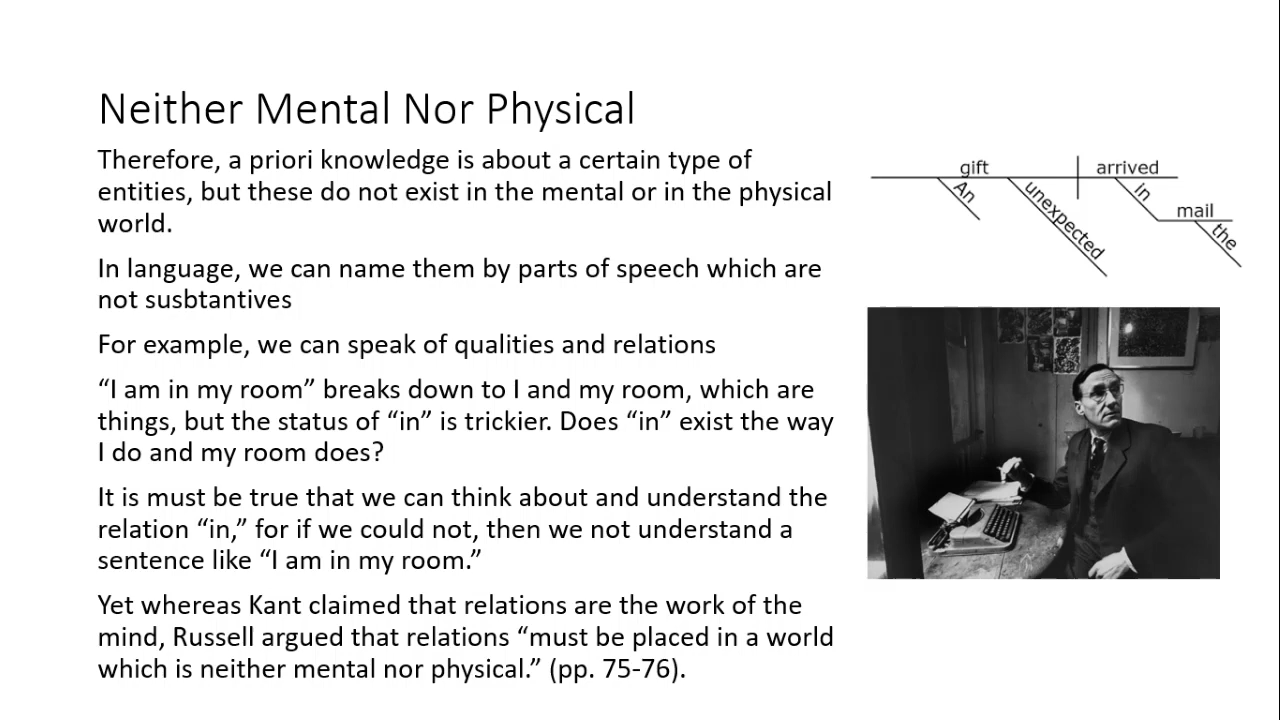 Neither Mental Nor Physical
Therefore, a priori knowledge is about a certain type of
entities, but these do not exist in the mental or in the physical
world.
In language, we can name them by parts of speech which are
not susbtantives
For example, we can speak of qualities and relations
“I am in my room” breaks down to I and my room, which are
things, but the status of “in” is trickier. Does “in” exist the way
I do and my room does?
It is must be true that we can think about and understand the
relation “in,” for if we could not, then we not understand a
sentence like “I am in my room.”
Yet whereas Kant claimed that relations are the work of the
mind, Russell argued that relations “must be placed in a world
which is neither mental nor physical.” (pp. 75-76).
gift arrived
An unexpected in
mail
the